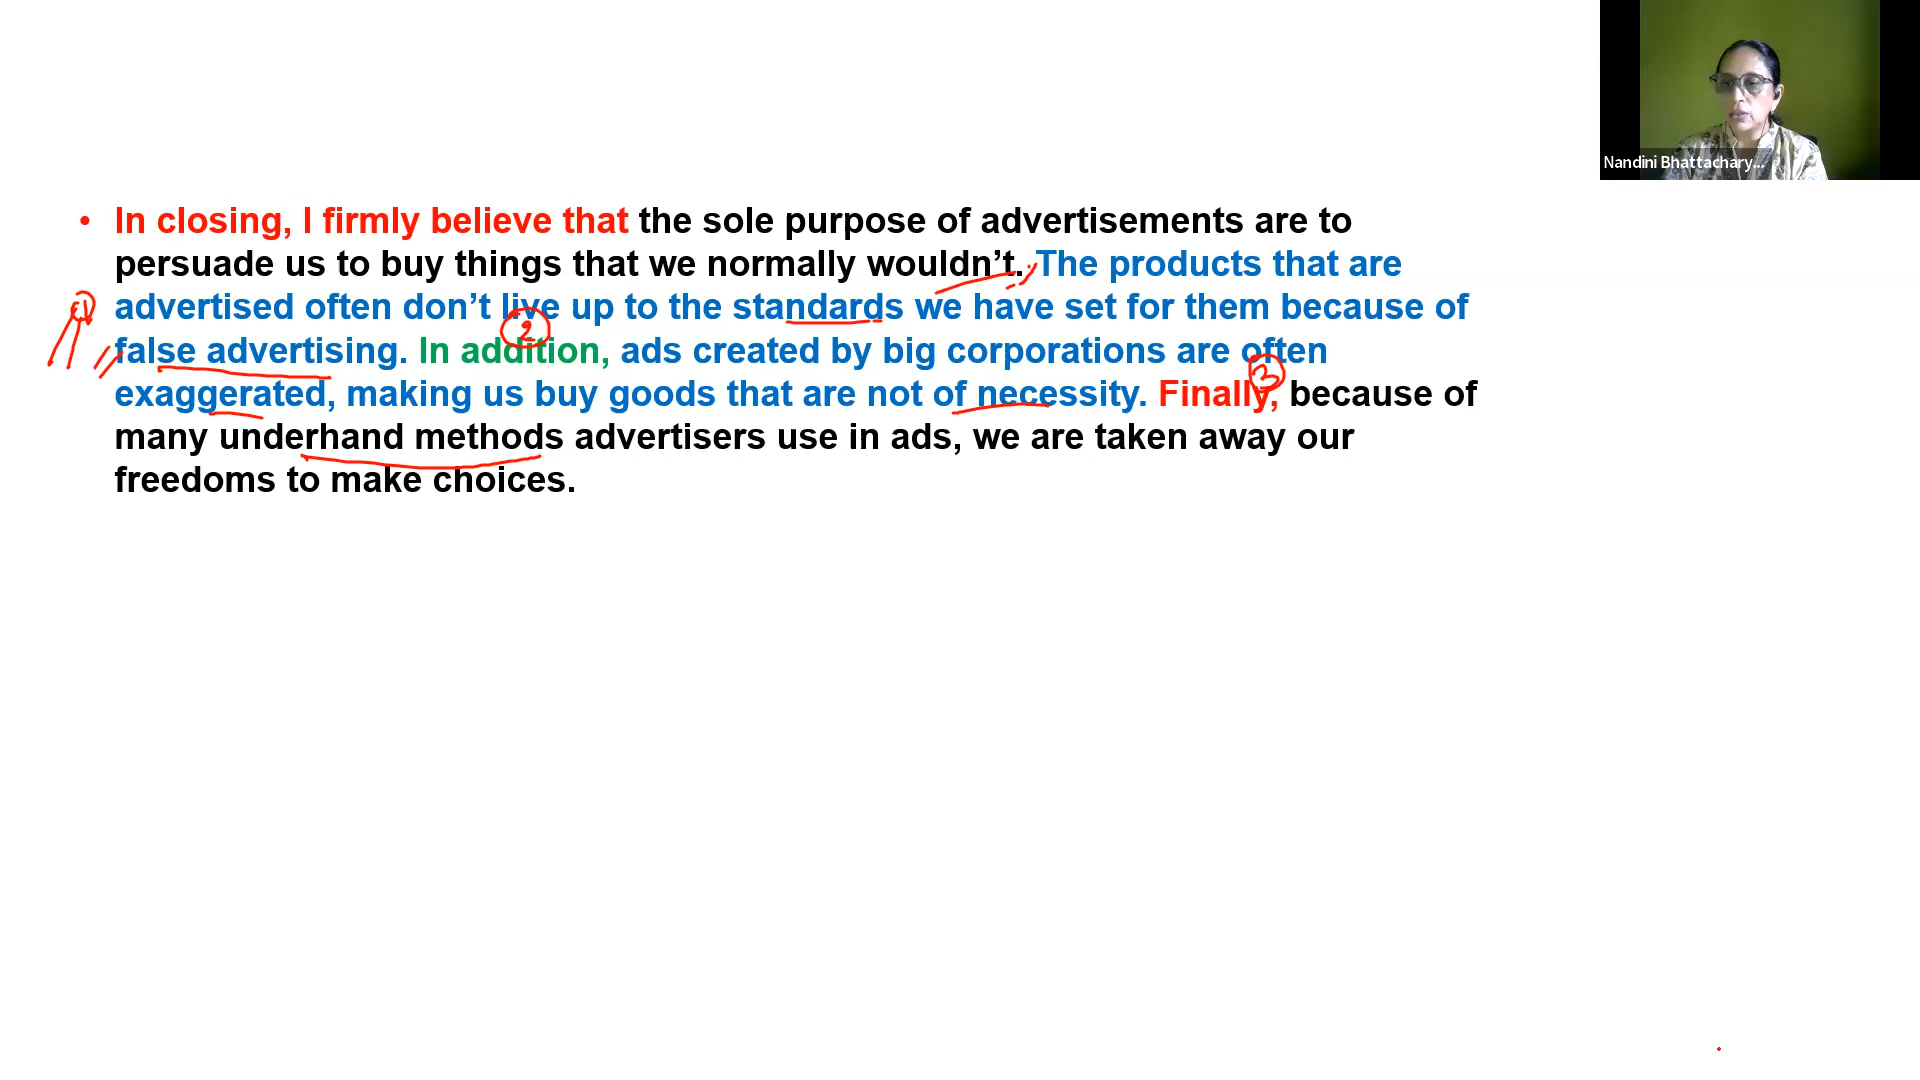 Nandini Bhattachary...
• In closing, I firmly believe that the sole purpose of advertisements are to
persuade us to buy things that we normally wouldn’t. The products that are
advertised often don’t live up to the standards we have set for them because of
false advertising. In addition, ads created by big corporations are often
exaggerated, making us buy goods that are not of necessity. Finally, because of
many underhand methods advertisers use in ads, we are taken away our
freedoms to make choices.
1
2
3